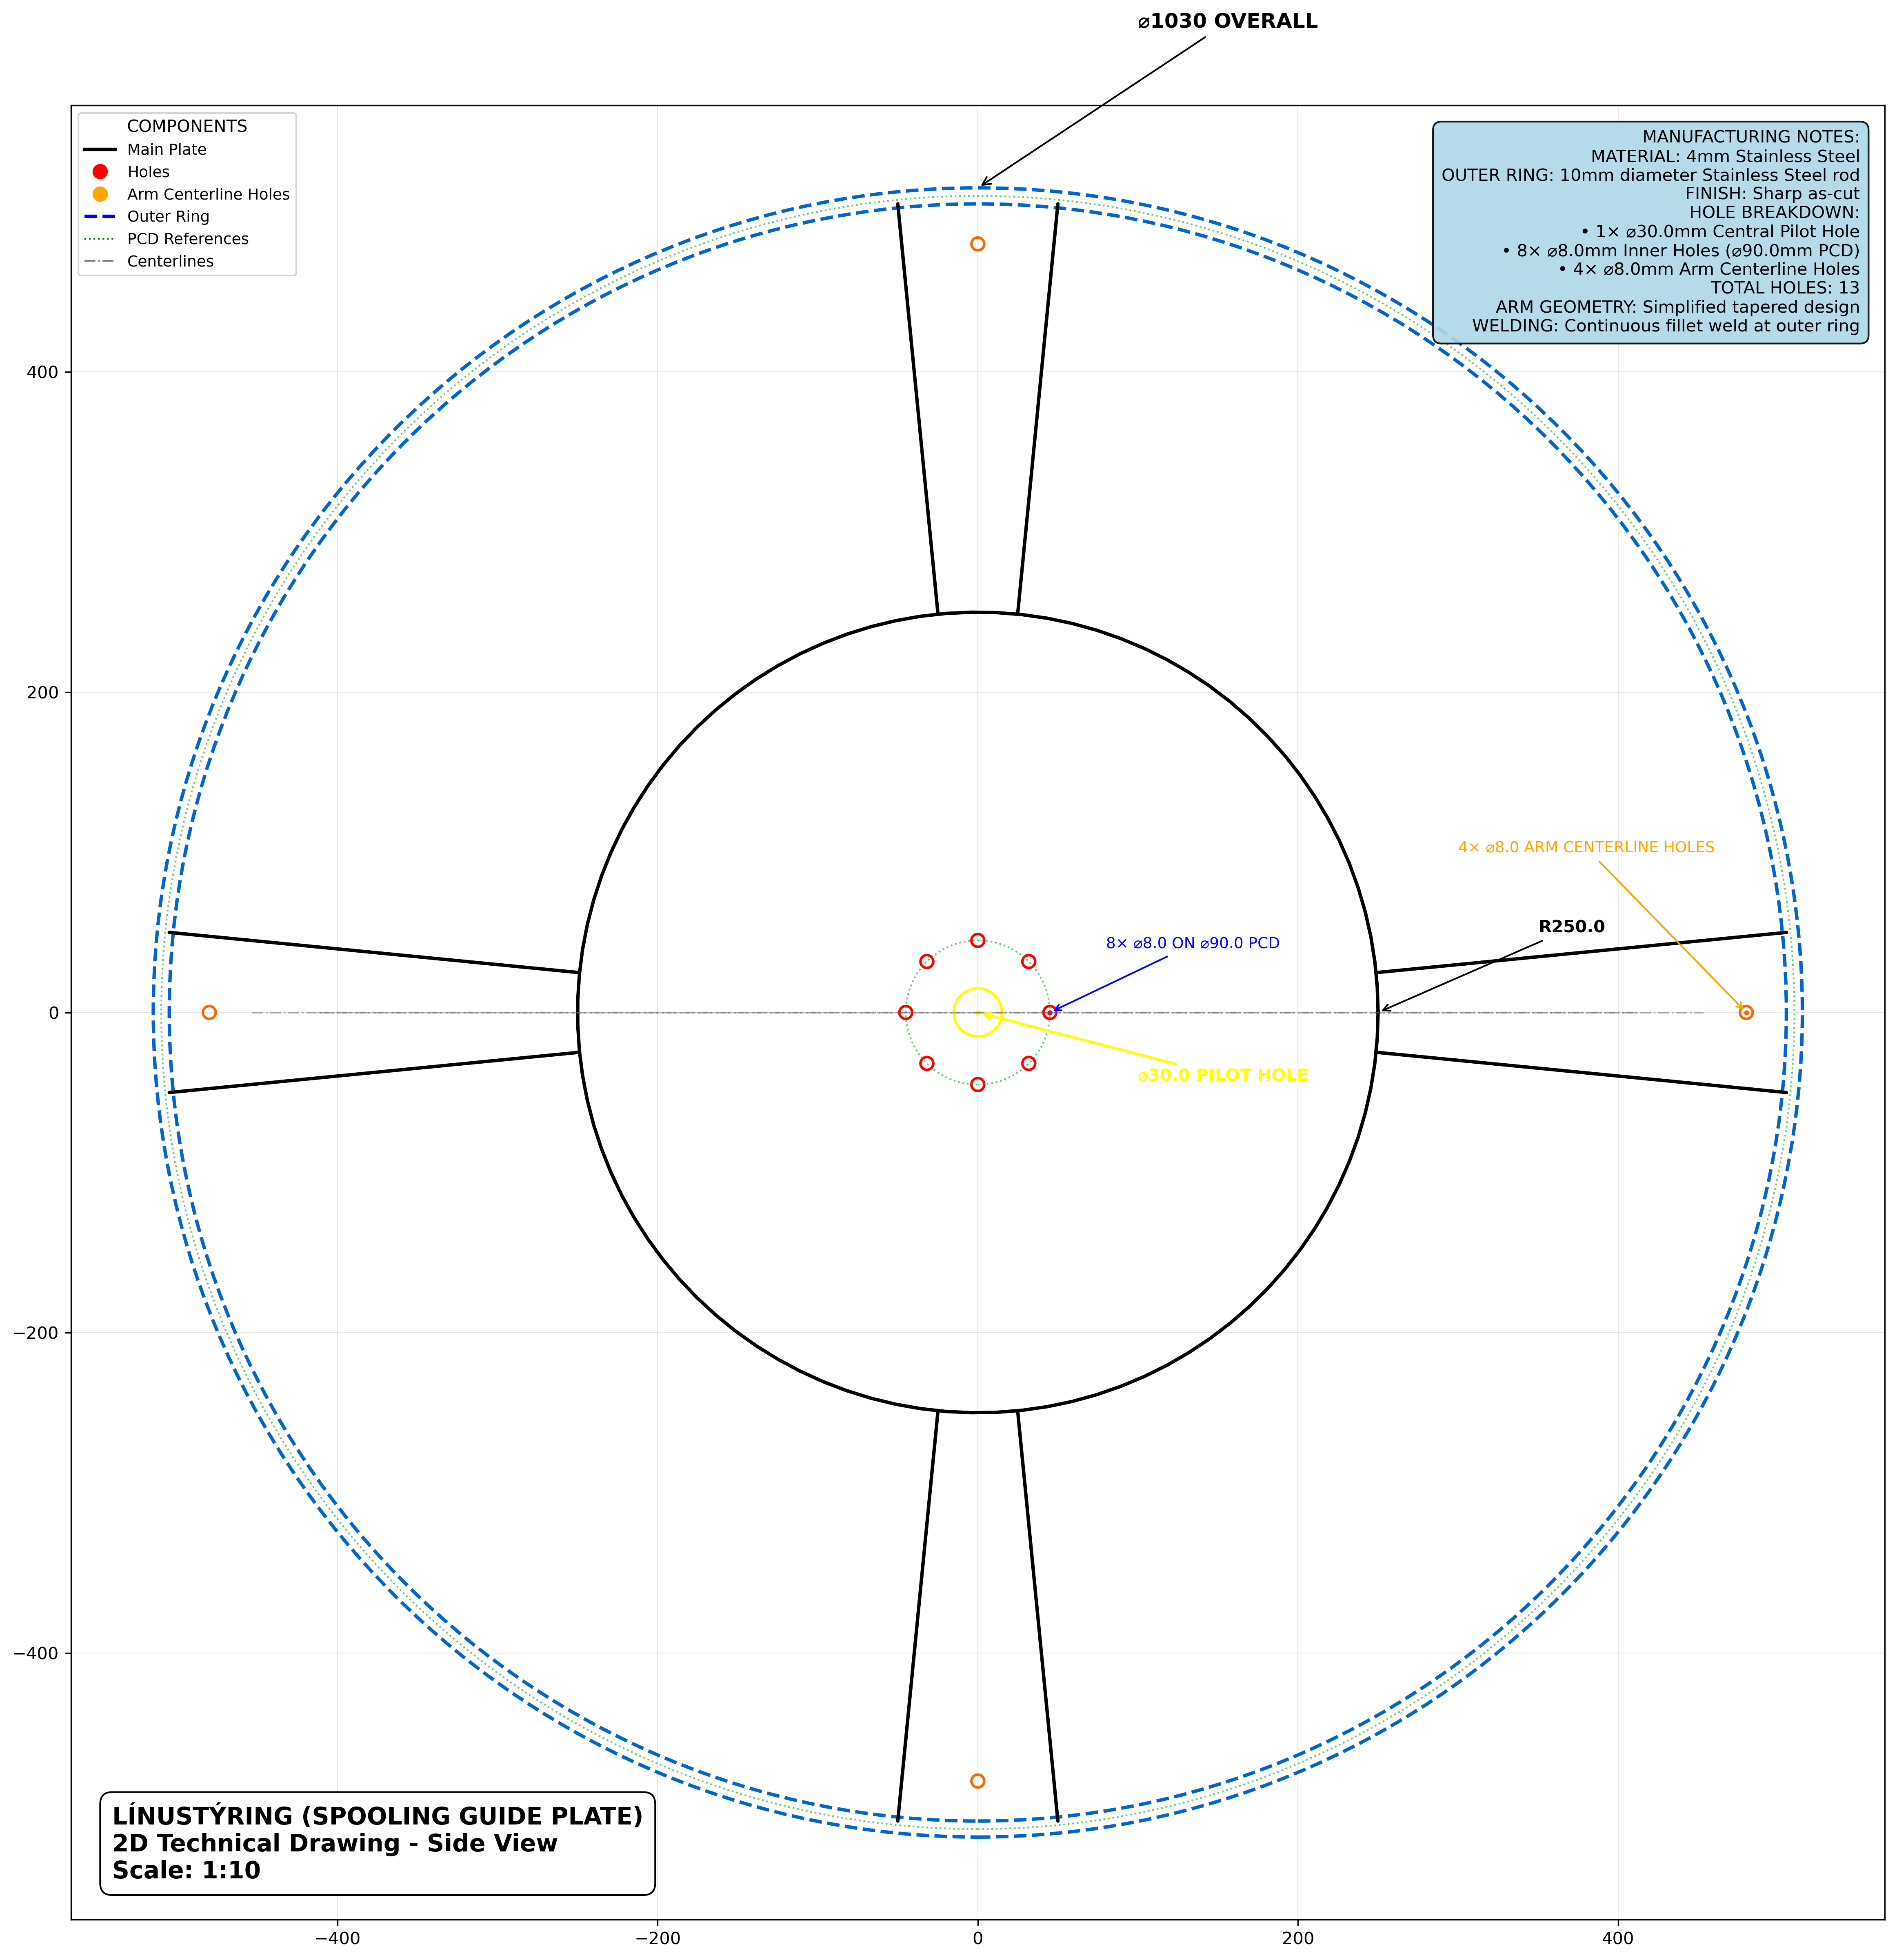 ⌀1030 OVERALL
COMPONENTS
Main Plate
Holes
Arm Centerline Holes
Outer Ring
PCD References
Centerlines
MANUFACTURING NOTES:
MATERIAL: 4mm Stainless Steel
OUTER RING: 10mm diameter Stainless Steel rod
FINISH: Sharp as-cut
HOLE BREAKDOWN:
• 1× ⌀30.0mm Central Pilot Hole
• 8× ⌀8.0mm Inner Holes (⌀90.0mm PCD)
• 4× ⌀8.0mm Arm Centerline Holes
TOTAL HOLES: 13
ARM GEOMETRY: Simplified tapered design
WELDING: Continuous fillet weld at outer ring
400
200
0
−200
−400
4× ⌀8.0 ARM CENTERLINE HOLES
R250.0
8× ⌀8.0 ON ⌀90.0 PCD
⌀30.0 PILOT HOLE
LÍNUSTÝRING (SPOOLING GUIDE PLATE)
2D Technical Drawing - Side View
Scale: 1:10
−400
−200
0
200
400